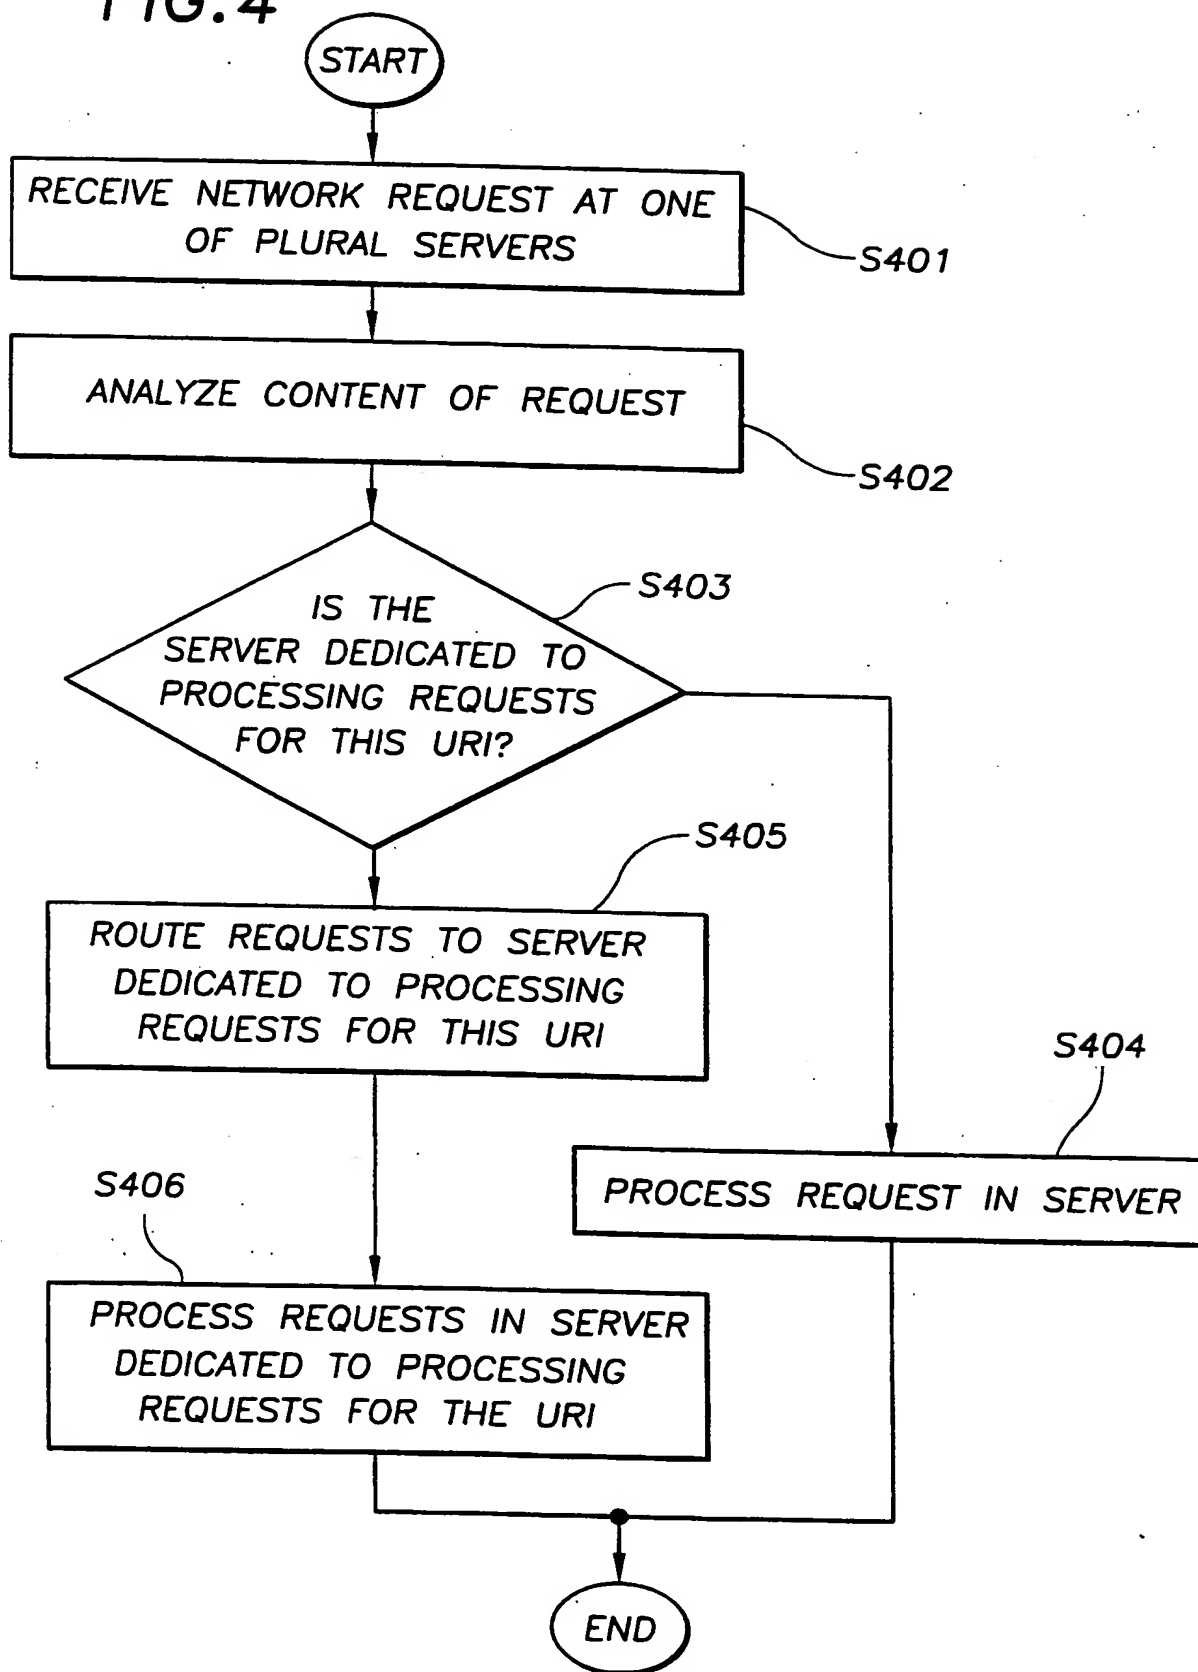 FIG.4
START
RECEIVE NETWORK REQUEST AT ONE
OF PLURAL SERVERS
S401
ANALYZE CONTENT OF REQUEST
S402
IS THE
SERVER DEDICATED TO
PROCESSING REQUESTS
FOR THIS URI?
S403
S405
ROUTE REQUESTS TO SERVER
DEDICATED TO PROCESSING
REQUESTS FOR THIS URI
S404
PROCESS REQUEST IN SERVER
S406
PROCESS REQUESTS IN SERVER
DEDICATED TO PROCESSING
REQUESTS FOR THE URI
END